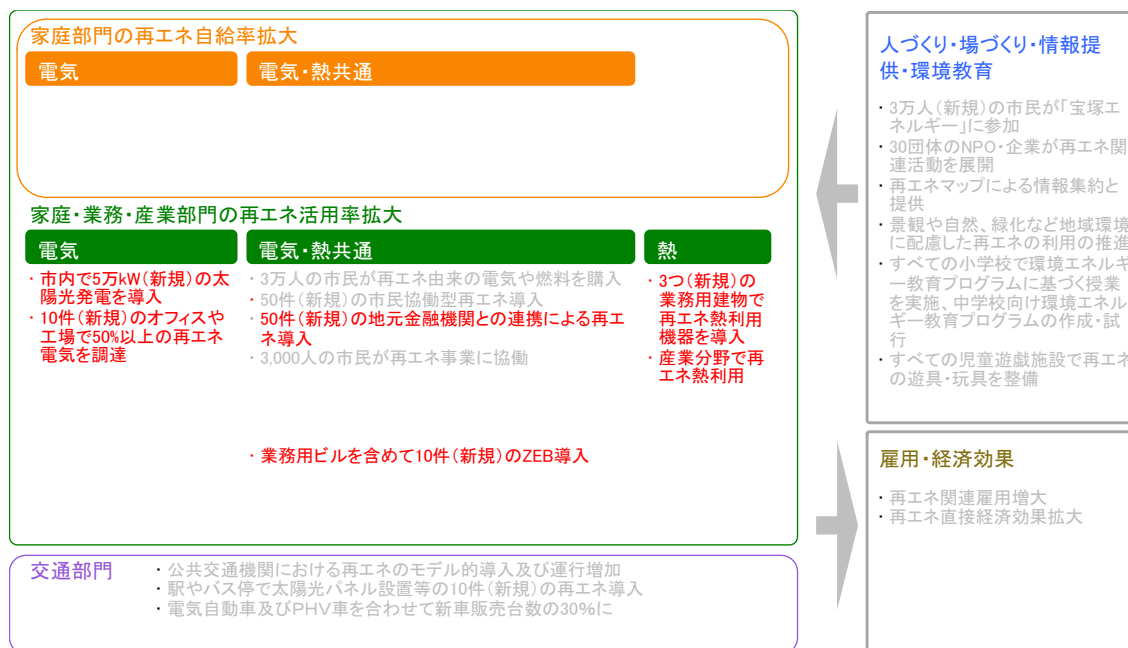 家庭部門の再エネ自給率拡大
電気
電気・熱共通
家庭・業務・産業部門の再エネ活用率拡大
電気
・市内で5万kW(新規)の太
陽光発電を導入
・10件(新規)のオフィスや
工場で50%以上の再エネ
電気を調達
電気・熱共通
・3万人の市民が再エネ由来の電気や燃料を購入
・50件(新規)の市民協働型再エネ導入
・50件(新規)の地元金融機関との連携による再エ
ネ導入
・3,000人の市民が再エネ事業に協働
・業務用ビルを含めて10件(新規)のZEB導入
熱
・3つ(新規)の
業務用建物で
再エネ熱利用
機器を導入
・産業分野で再
エネ熱利用
交通部門
・公共交通機関における再エネのモデル的導入及び運行増加
・駅やバス停で太陽光パネル設置等の10件(新規)の再エネ導入
・電気自動車及びPHV車を合わせて新車販売台数の30%に
人づくり・場づくり・情報提
供・環境教育
・3万人(新規)の市民が「宝塚エ
ネルギー」に参加
・30団体のNPO・企業が再エネ関
連活動を展開
・再エネマップによる情報集約と
提供
・景観や自然、緑化など地域環境
に配慮した再エネの利用の推進
・すべての小学校で環境エネルギ
ー教育プログラムに基づく授業
を実施、中学校向け環境エネル
ギー教育プログラムの作成・試
行
・すべての児童遊戯施設で再エネ
の遊具・玩具を整備
雇用・経済効果
・再エネ関連雇用増大
・再エネ直接経済効果拡大